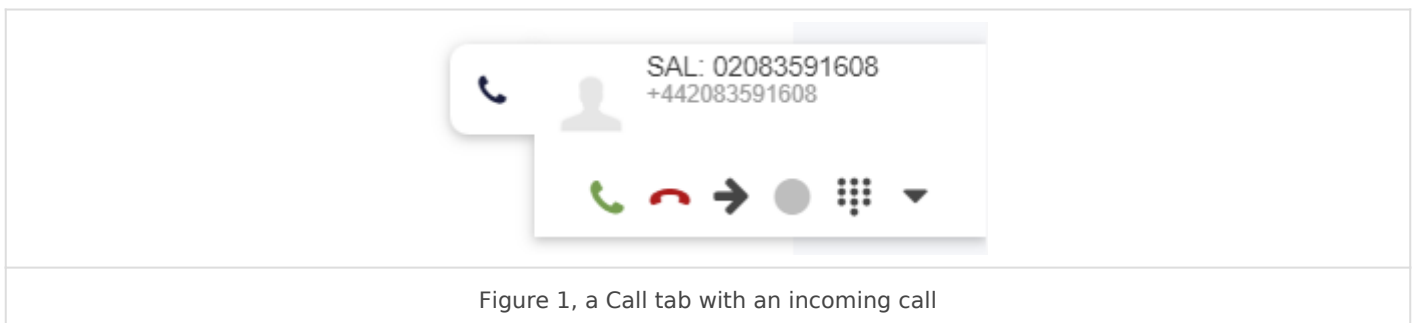 SAL: 02083591608
+442083591608
Figure 1, a Call tab with an incoming call